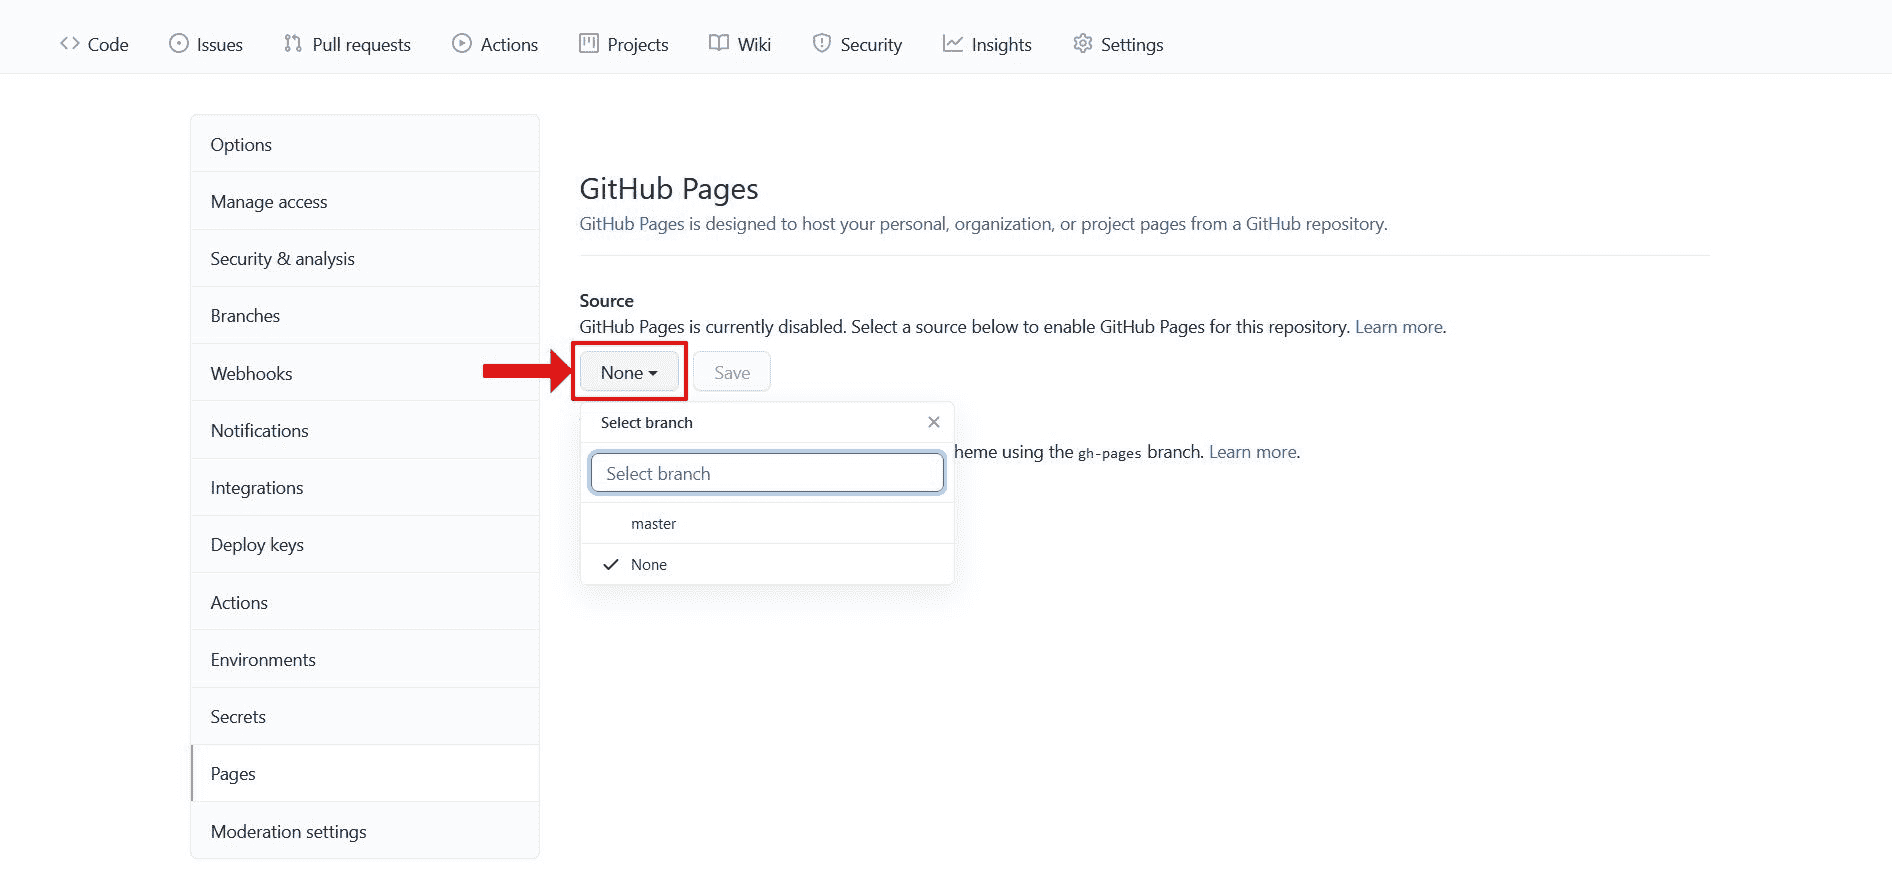 Code Issues Pull requests Actions Projects Wiki Security Insights Settings
Options
Manage access
Security & analysis
Branches
Webhooks
Notifications
Integrations
Deploy keys
Actions
Environments
Secrets
Pages
Moderation settings
GitHub Pages
GitHub Pages is designed to host your personal, organization, or project pages from a GitHub repository.
Source
GitHub Pages is currently disabled. Select a source below to enable GitHub Pages for this repository. Learn more.
None Save
Select branch
heme using the gh-pages branch. Learn more.
Select branch
master
None